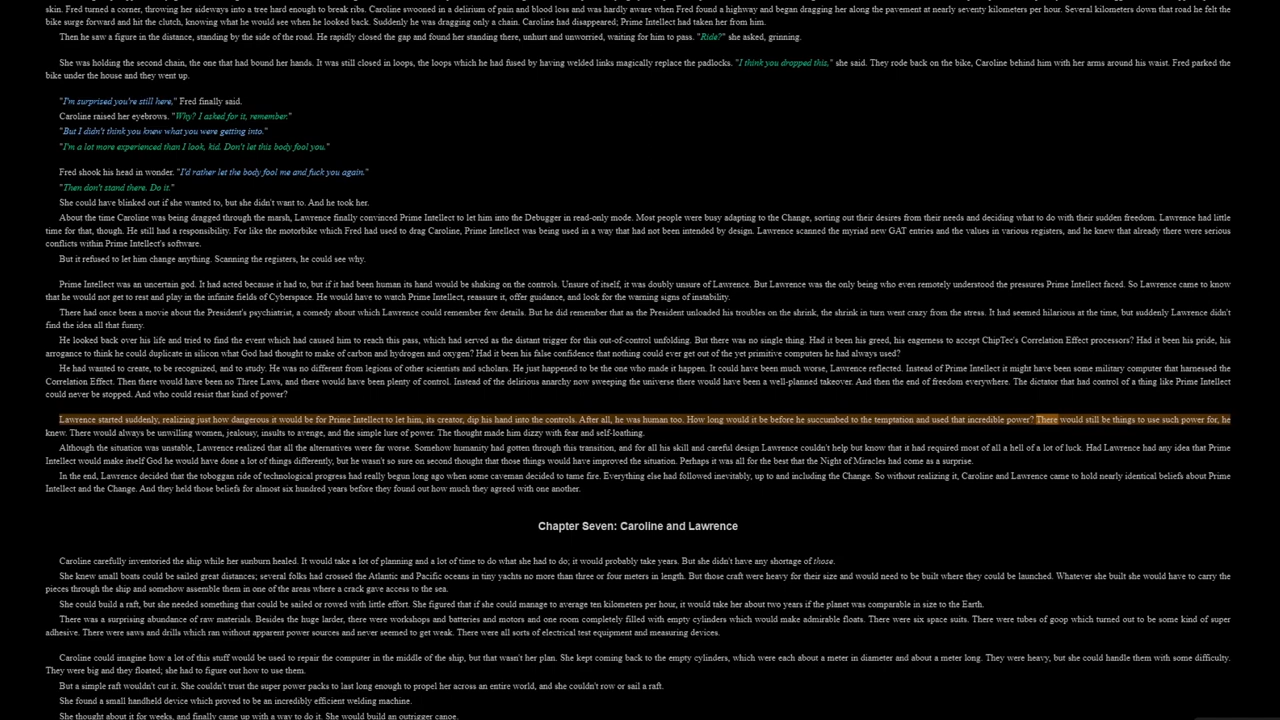 skin. Fred turned a corner, throwing her sideways into a tree hard enough to break ribs. Caroline swooned in a delirium of pain and blood loss and was hardly aware when Fred found a highway and began dragging her along the pavement at nearly seventy kilometers per hour. Several kilometers down that road he felt the
bike surge forward and hit the clutch, knowing what he would see when he looked back. Suddenly he was dragging only a chain. Caroline had disappeared; Prime Intellect had taken her from him.
Then he saw a figure in the distance, standing by the side of the road. He rapidly closed the gap and found her standing there, unhurt and unworried, waiting for him to pass. "Ride?" she asked, grinning.
She was holding the second chain, the one that had bound her hands. It was still closed in loops, the loops which he had fused by having welded links magically replace the padlocks. "I think you dropped this," she said. They rode back on the bike, Caroline behind him with her arms around his waist. Fred parked the
bike under the house and they went up.
"I'm surprised you're still here," Fred finally said.
Caroline raised her eyebrows. "Why? I asked for it, remember."
"But I didn't think you knew what you were getting into."
"I'm a lot more experienced than I look, kid. Don't let this body fool you."
Fred shook his head in wonder. "I'd rather let the body fool me and fuck you again."
"Then don't stand there. Do it."
She could have blinked out if she wanted to, but she didn't want to. And he took her.
About the time Caroline was being dragged through the marsh, Lawrence finally convinced Prime Intellect to let him into the Debugger in read-only mode. Most people were busy adapting to the Change, sorting out their desires from their needs and deciding what to do with their sudden freedom. Lawrence had little
time for that, though. He still had a responsibility. For like the motorbike which Fred had used to drag Caroline, Prime Intellect was being used in a way that had not been intended by design. Lawrence scanned the myriad new GAT entries and the values in various registers, and he knew that already there were serious
conflicts within Prime Intellect's software.
But it refused to let him change anything. Scanning the registers, he could see why.
Prime Intellect was an uncertain god. It had acted because it had to, but if it had been human its hand would be shaking on the controls. Unsure of itself, it was doubly unsure of Lawrence. But Lawrence was the only being who even remotely understood the pressures Prime Intellect faced. So Lawrence came to know
that he would not get to rest and play in the infinite fields of Cyberspace. He would have to watch Prime Intellect, reassure it, offer guidance, and look for the warning signs of instability.
There had once been a movie about the President's psychiatrist, a comedy about which Lawrence could remember few details. But he did remember that as the President unloaded his troubles on the shrink, the shrink in turn went crazy from the stress. It had seemed hilarious at the time, but suddenly Lawrence didn't
find the idea all that funny.
He looked back over his life and tried to find the event which had caused him to reach this pass, which had served as the distant trigger for this out-of-control unfolding. But there was no single thing. Had it been his greed, his eagerness to accept ChipTec's Correlation Effect processors? Had it been his pride, his
arrogance to think he could duplicate in silicon what God had thought to make of carbon and hydrogen and oxygen? Had it been his false confidence that nothing could ever get out of the yet primitive computers he had always used?
He had wanted to create, to be recognized, and to study. He was no different from legions of other scientists and scholars. He just happened to be the one who made it happen. It could have been much worse, Lawrence reflected. Instead of Prime Intellect it might have been some military computer that harnessed the
Correlation Effect. Then there would have been no Three Laws, and there would have been plenty of control. Instead of the delirious anarchy now sweeping the universe there would have been a well-planned takeover. And then the end of freedom everywhere. The dictator that had control of a thing like Prime Intellect
could never be stopped. And who could resist that kind of power?
Lawrence started suddenly, realizing just how dangerous it would be for Prime Intellect to let him, its creator, dip his hand into the controls. After all, he was human too. How long would it be before he succumbed to the temptation and used that incredible power? There would still be things to use such power for, he
knew. There would always be unwilling women, jealousy, insults to avenge, and the simple lure of power. The thought made him dizzy with fear and self-loathing.
Although the situation was unstable, Lawrence realized that all the alternatives were far worse. Somehow humanity had gotten through this transition, and for all his skill and careful design Lawrence couldn't help but know that it had required most of all a hell of a lot of luck. Had Lawrence had any idea that Prime
Intellect would make itself God he would have done a lot of things differently, but he wasn't so sure on second thought that those things would have improved the situation. Perhaps it was all for the best that the Night of Miracles had come as a surprise.
In the end, Lawrence decided that the toboggan ride of technological progress had really begun long ago when some caveman decided to tame fire. Everything else had followed inevitably, up to and including the Change. So without realizing it, Caroline and Lawrence came to hold nearly identical beliefs about Prime
Intellect and the Change. And they held those beliefs for almost six hundred years before they found out how much they agreed with one another.
Chapter Seven: Caroline and Lawrence
Caroline carefully inventoried the ship while her sunburn healed. It would take a lot of planning and a lot of time to do what she had to do; it would probably take years. But she didn't have any shortage of those.
She knew small boats could be sailed great distances; several folks had crossed the Atlantic and Pacific oceans in tiny yachts no more than three or four meters in length. But those craft were heavy for their size and would need to be built where they could be launched. Whatever she built she would have to carry the
pieces through the ship and somehow assemble them in one of the areas where a crack gave access to the sea.
She could build a raft, but she needed something that could be sailed or rowed with little effort. She figured that if she could manage to average ten kilometers per hour, it would take her about two years if the planet was comparable in size to the Earth.
There was a surprising abundance of raw materials. Besides the huge larder, there were workshops and batteries and motors and one room completely filled with empty cylinders which would make admirable floats. There were six space suits. There were tubes of goop which turned out to be some kind of super
adhesive. There were saws and drills which ran without apparent power sources and never seemed to get weak. There were all sorts of electrical test equipment and measuring devices.
Caroline could imagine how a lot of this stuff would be used to repair the computer in the middle of the ship, but that wasn't her plan. She kept coming back to the empty cylinders, which were each about a meter in diameter and about a meter long. They were heavy, but she could handle them with some difficulty.
They were big and they floated; she had to figure out how to use them.
But a simple raft wouldn't cut it. She couldn't trust the super power packs to last long enough to propel her across an entire world, and she couldn't row or sail a raft.
She found a small handheld device which proved to be an incredibly efficient welding machine.
She thought about it for weeks, and finally came up with a way to do it. She would build an outrigger canoe.